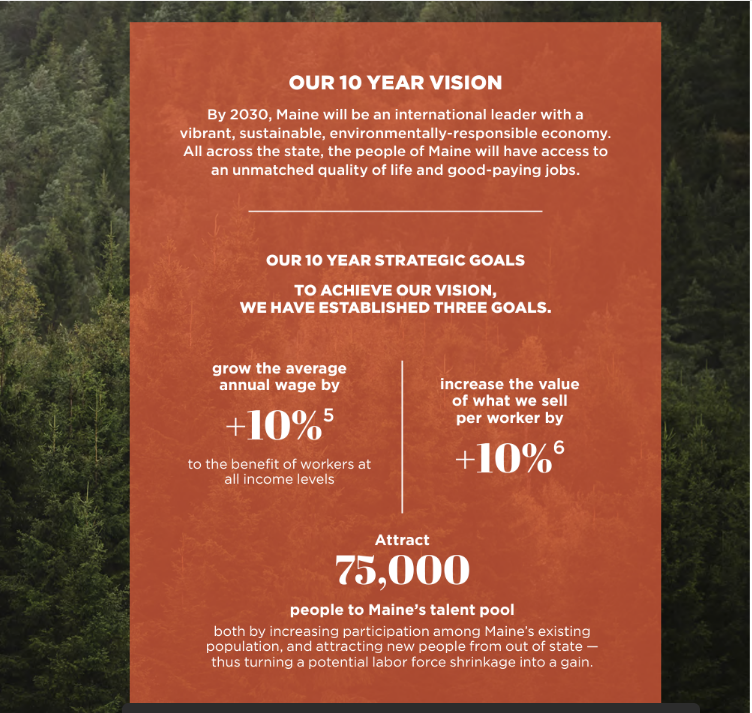 OUR 10 YEAR VISION
By 2030, Maine will be an international leader with a
vibrant, sustainable, environmentally-responsible economy.
All across the state, the people of Maine will have access to
an unmatched quality of life and good-paying jobs.
OUR 10 YEAR STRATEGIC GOALS
TO ACHIEVE OUR VISION,
WE HAVE ESTABLISHED THREE GOALS.
grow the average
annual wage by
+10%⁵
to the benefit of workers at
all income levels
increase the value
of what we sell
per worker by
+10%⁶
Attract
75,000
people to Maine’s talent pool
both by increasing participation among Maine’s existing
population, and attracting new people from out of state —
thus turning a potential labor force shrinkage into a gain.